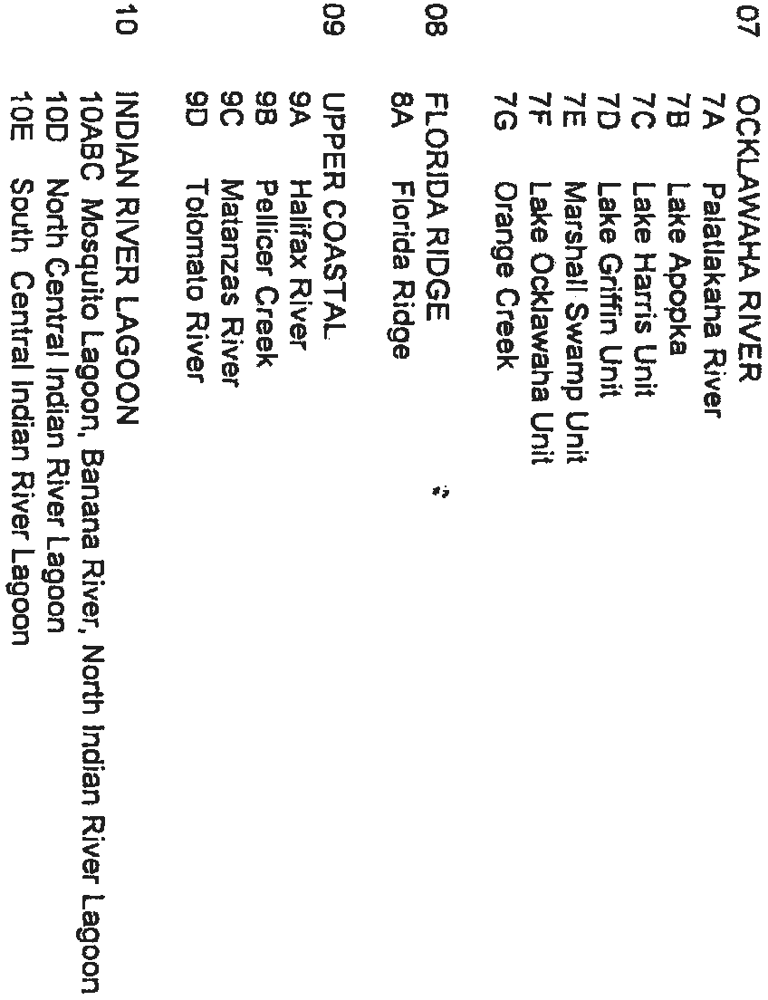 07 OCKLAWAHA RIVER
7A Palatlakaha River
7B Lake Apopka
7C Lake Harris Unit
7D Lake Griffin Unit
7E Marshall Swamp Unit
7F Lake Ocklawaha Unit
7G Orange Creek
08 FLORIDA RIDGE
8A Florida Ridge
09 UPPER COASTAL
9A Halifax River
9B Pellicer Creek
9C Matanzas River
9D Tolomato River
10 INDIAN RIVER LAGOON
10ABC Mosquito Lagoon, Banana River, North Indian River Lagoon
10D North Central Indian River Lagoon
10E South Central Indian River Lagoon